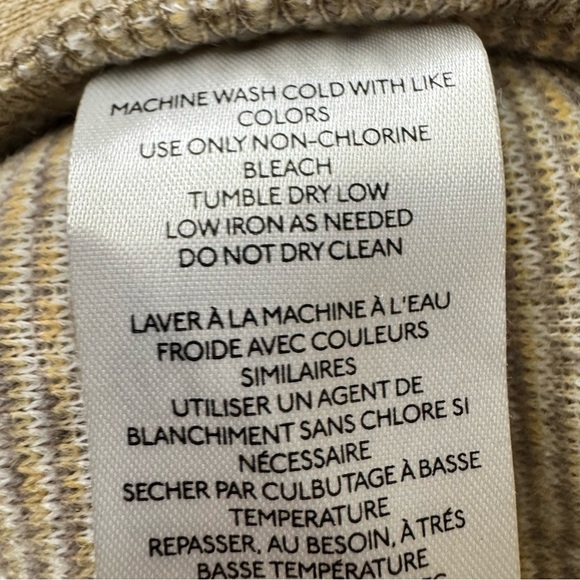 MACHINE WASH COLD WITH LIKE
COLORS
USE ONLY NON-CHLORINE
BLEACH
TUMBLE DRY LOW
LOW IRON AS NEEDED
DO NOT DRY CLEAN
LAVER À LA MACHINE À L'EAU
FROIDE AVEC COULEURS
SIMILAIRES
UTILISER UN AGENT DE
BLANCHIMENT SANS CHLORE SI
NÉCESSAIRE
SECHER PAR CULBUTAGE À BASSE
TEMPERATURE
REPASSER, AU BESOIN, À TRÉS
BASSE TEMPÉRATURE